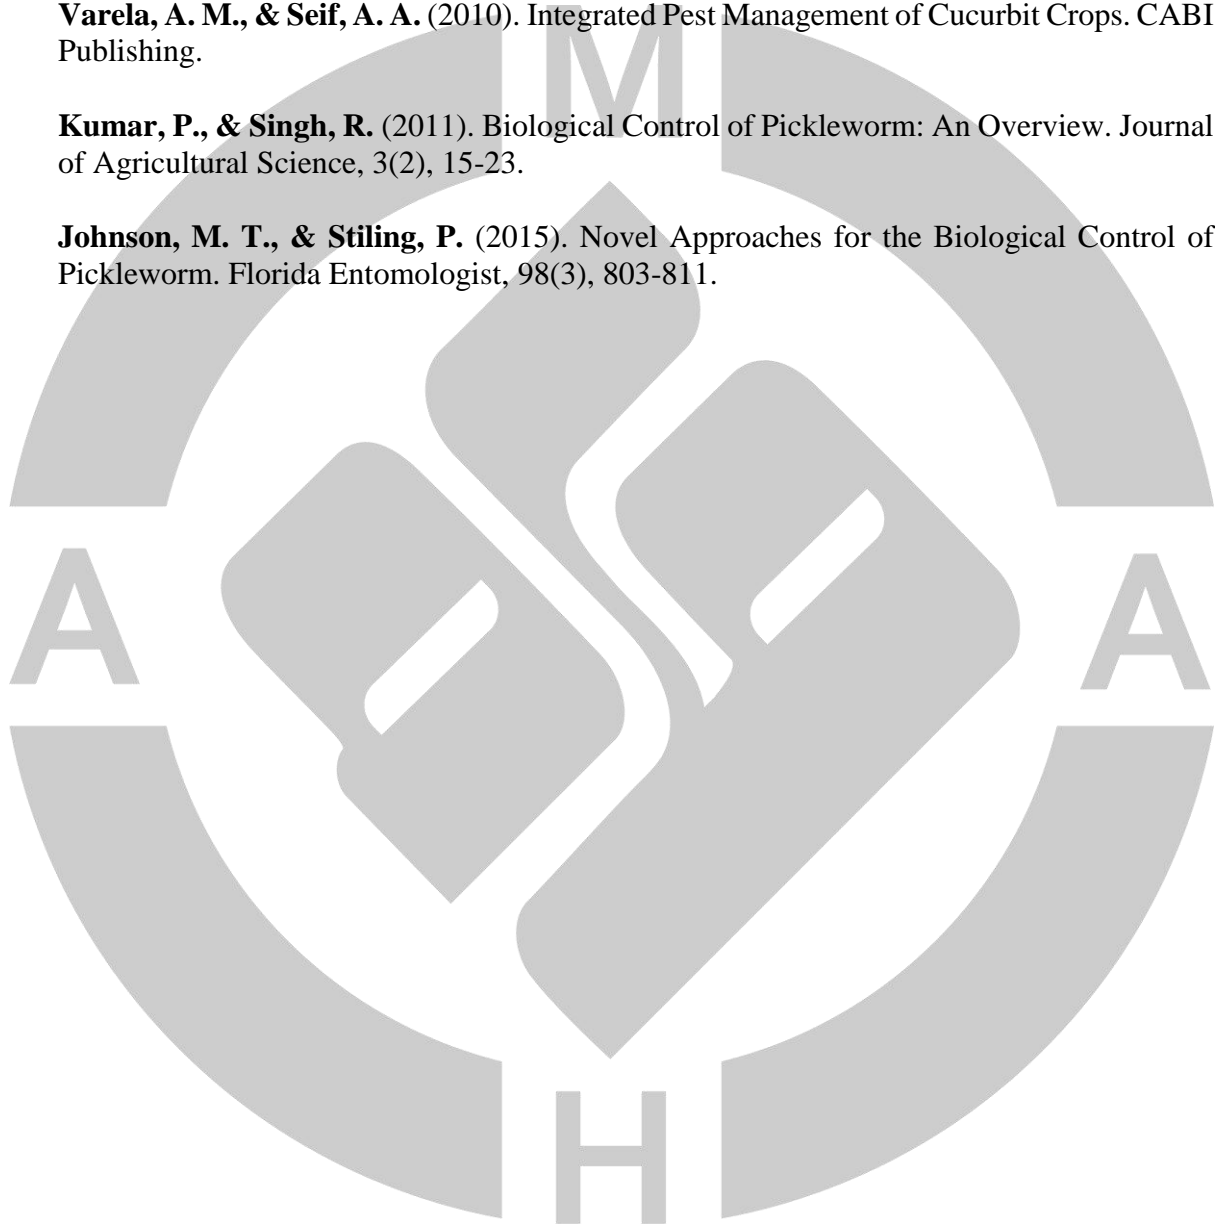 Varela, A. M., & Seif, A. A. (2010). Integrated Pest Management of Cucurbit Crops. CABI
Publishing.
Kumar, P., & Singh, R. (2011). Biological Control of Pickleworm: An Overview. Journal
of Agricultural Science, 3(2), 15-23.
Johnson, M. T., & Stiling, P. (2015). Novel Approaches for the Biological Control of
Pickleworm. Florida Entomologist, 98(3), 803-811.
M
A
A
H